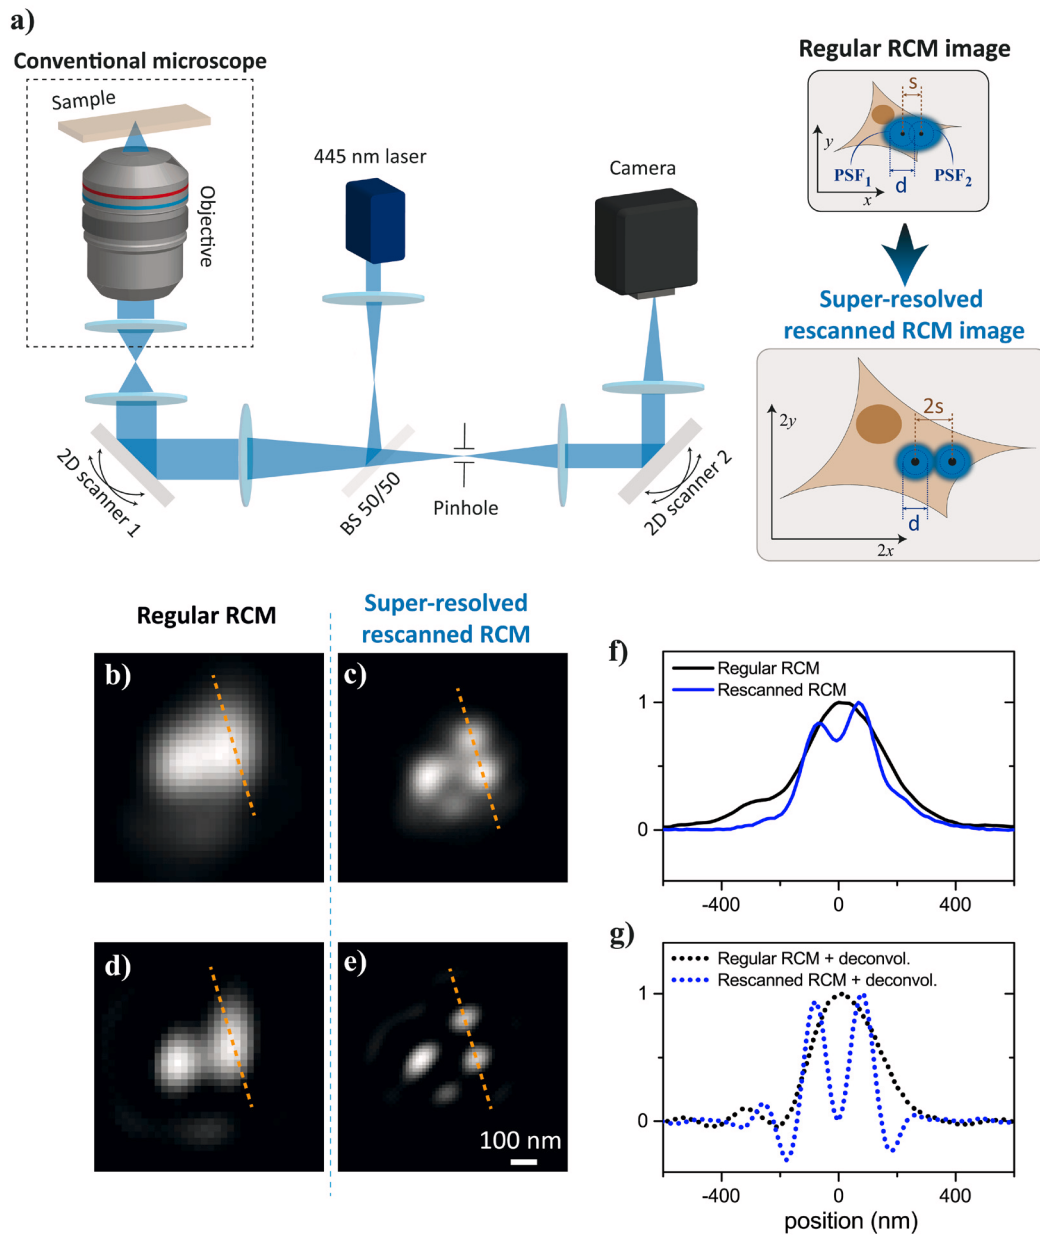 a)
Conventional microscope
Sample
Objective
445 nm laser
Camera
2D scanner 1
BS 50/50
Pinhole
2D scanner 2
Regular RCM image
s
y
PSF1
d
PSF2
x
Super-resolved
rescanned RCM image
2y
2s
d
2x
Regular RCM
Super-resolved
rescanned RCM
b)
c)
d)
e)
100 nm
f)
Regular RCM
Rescanned RCM
1
0
-400
0
400
g)
Regular RCM + deconvol.
Rescanned RCM + deconvol.
1
0
-400
0
400
position (nm)